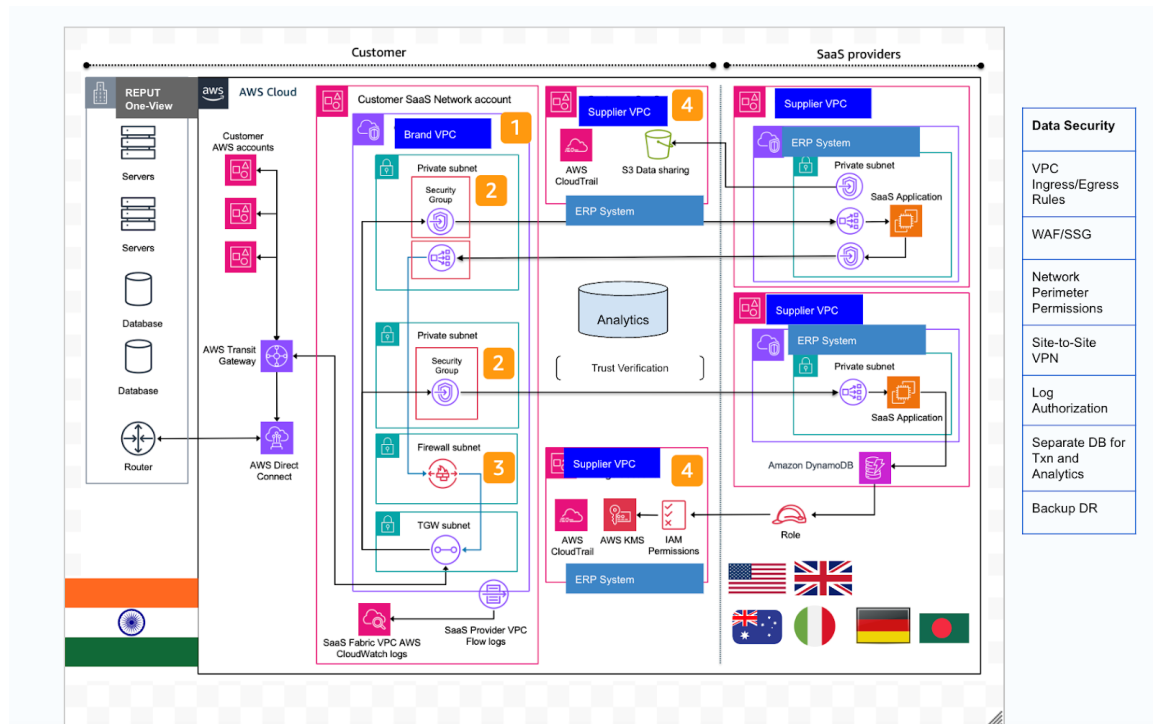 Customer
SaaS providers
REPUT
One-View
aws
AWS Cloud
Servers
Servers
Database
Database
Router
Customer
AWS accounts
AWS Transit
Gateway
AWS Direct
Connect
Customer SaaS Network account
Brand VPC
1
Private subnet
Security
Group
2
Private subnet
Security
Group
2
Firewall subnet
3
TGW subnet
SaaS Fabric VPC AWS
CloudWatch logs
SaaS Provider VPC
Flow logs
Supplier VPC
4
AWS
CloudTrail
S3 Data sharing
ERP System
Analytics
Trust Verification
Supplier VPC
4
AWS
CloudTrail
AWS KMS
IAM
Permissions
ERP System
Supplier VPC
ERP System
Private subnet
SaaS Application
Supplier VPC
ERP System
Private subnet
SaaS Application
Amazon DynamoDB
Role
Data Security
VPC
Ingress/Egress
Rules
WAF/SSG
Network
Perimeter
Permissions
Site-to-Site
VPN
Log
Authorization
Separate DB for
Txn and
Analytics
Backup DR